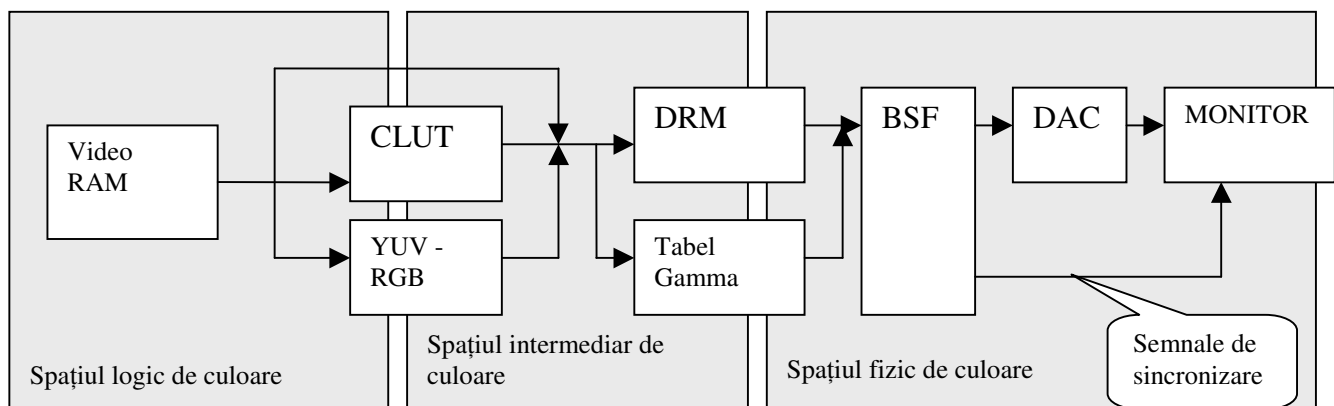 Video
RAM
CLUT
YUV -
RGB
DRM
Tabel
Gamma
BSF
DAC
MONITOR
Spațiul logic de culoare
Spațiul intermediar de
culoare
Spațiul fizic de culoare
Semnale de
sincronizare